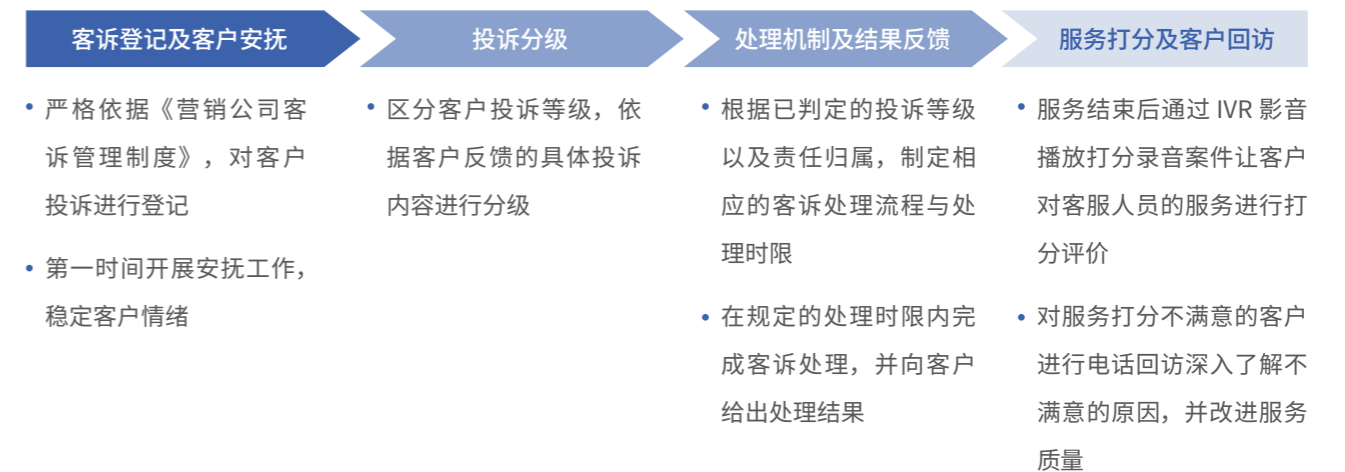 客诉登记及客户安抚
投诉分级
处理机制及结果反馈
服务打分及客户回访
• 严格依据《营销公司客
诉管理制度》，对客户
投诉进行登记
• 第一时间开展安抚工作，
稳定客户情绪
• 区分客户投诉等级，依
据客户反馈的具体投诉
内容进行分级
• 根据已判定的投诉等级
以及责任归属，制定相
应的客诉处理流程与处
理时限
• 在规定的处理时限内完
成客诉处理，并向客户
给出处理结果
• 服务结束后通过 IVR 影音
播放打分录音案件让客户
对客服人员的服务进行打
分评价
• 对服务打分不满意的客户
进行电话回访深入了解不
满意的原因，并改进服务
质量